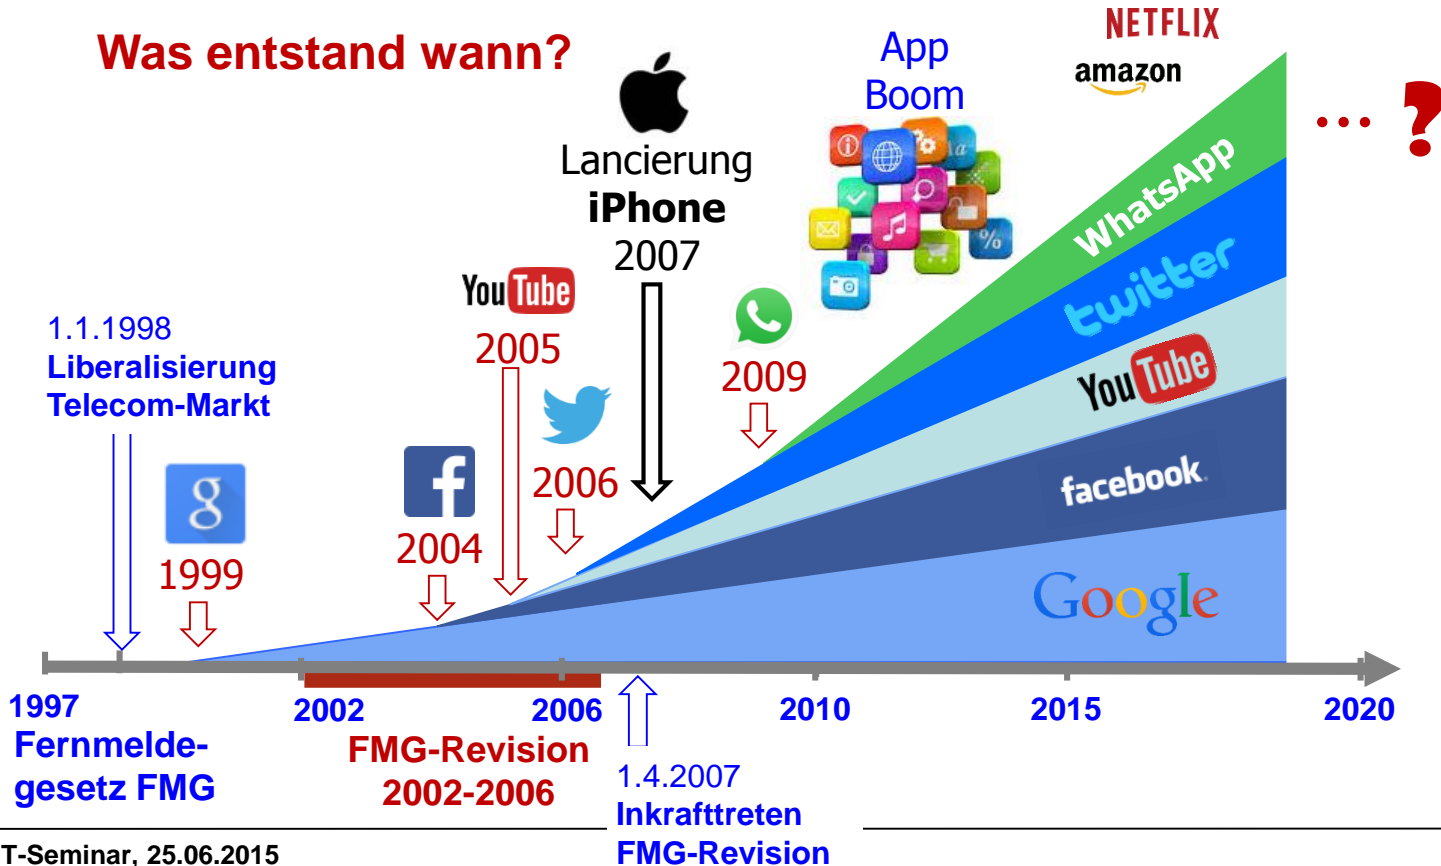 Was entstand wann?
NETFLIX
amazon
App
Boom
... ?
Lancierung
iPhone
2007
YouTube
2005
1.1.1998
Liberalisierung
Telecom-Markt
2006
2009
2004
g
1999
f
WhatsApp
twitter
YouTube
facebook
Google
1997
2002
2006
2010
2015
2020
Fernmelde-
gesetz FMG
FMG-Revision
2002-2006
1.4.2007
Inkrafttreten
FMG-Revision
T-Seminar, 25.06.2015